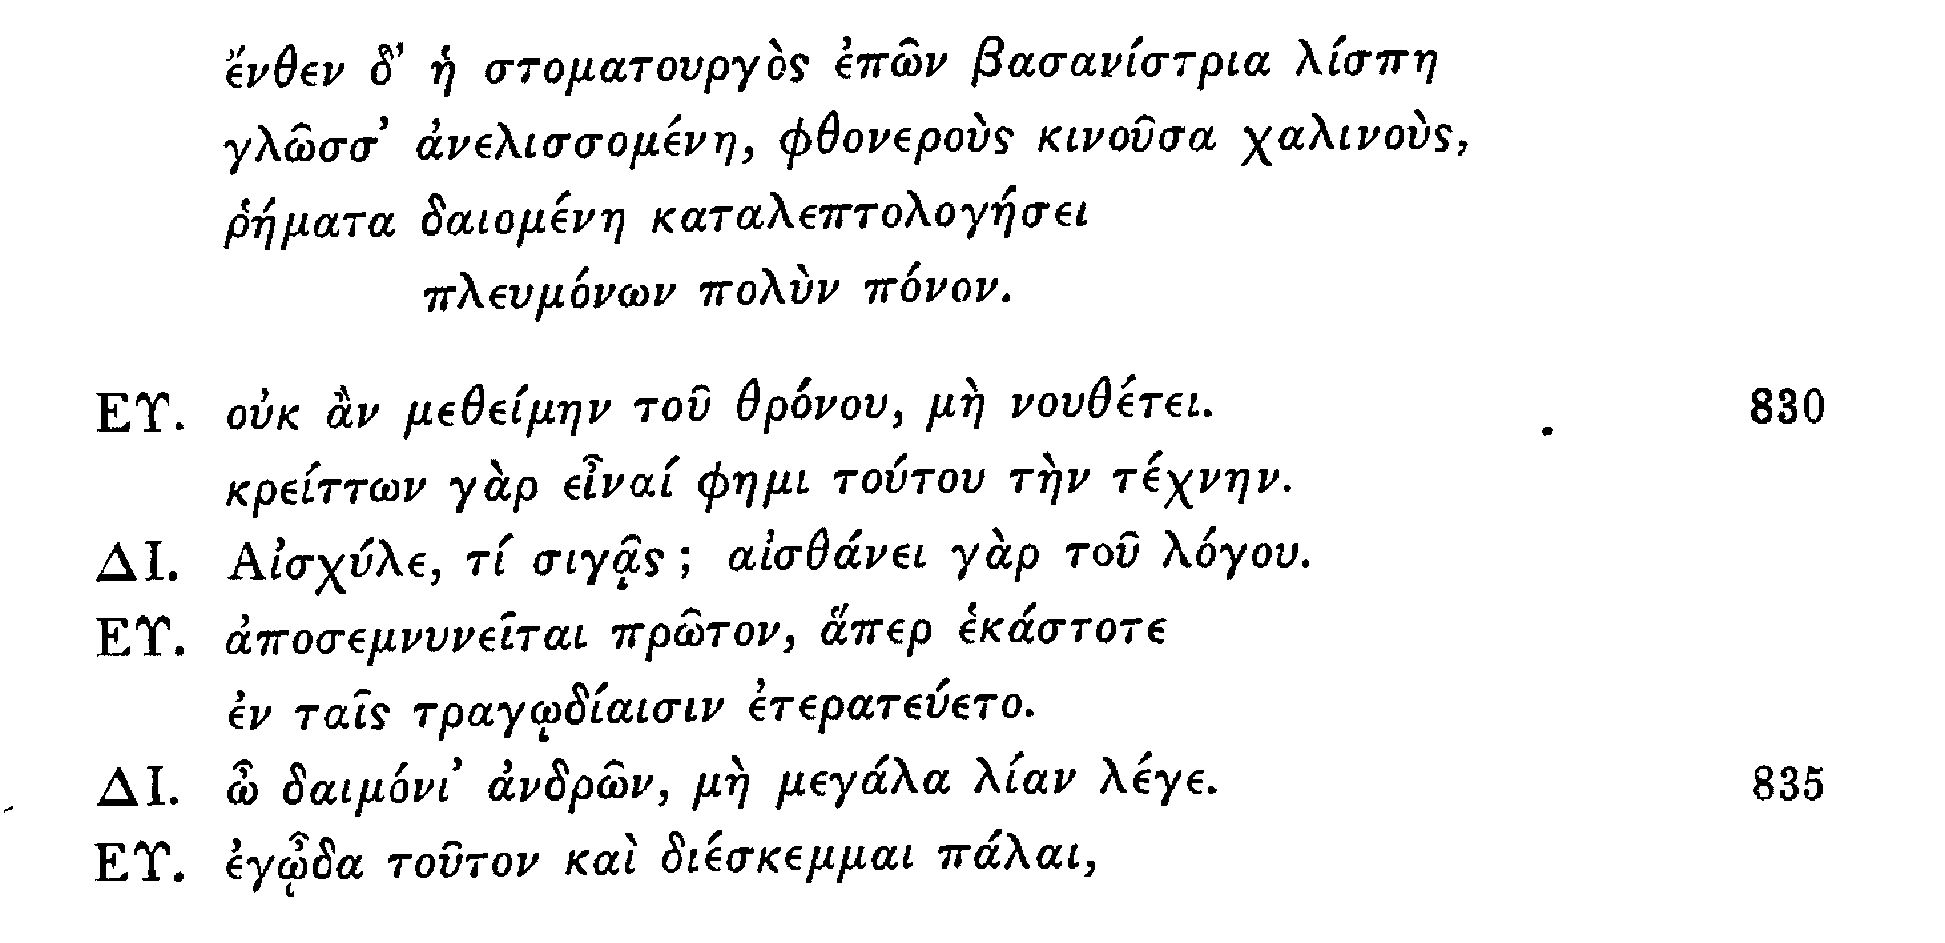 ἔνθεν δ’ ἡ στοματουργὸς ἐπῶν βασανίστρια λίσπη
γλῶσσ’ ἀνελισσομένη, φθονεροὺς κινοῦσα χαλινοὺς,
ῥήματα δαιομένη καταλεπτολογήσει
πλευμόνων πολὺν πόνον.
ΕΥ. οὐκ ἂν μεθείμην τοῦ θρόνου, μὴ νουθέτει. 830
κρείττων γὰρ εἶναί φημι τούτου τὴν τέχνην.
ΔΙ. Αἰσχύλε, τί σιγᾷς; αἰσθάνει γὰρ τοῦ λόγου.
ΕΥ. ἀποσεμνυνεῖται πρῶτον, ἅπερ ἑκάστοτε
ἐν ταῖς τραγῳδίαισιν ἐτερατεύετο.
ΔΙ. ὦ δαιμόνι’ ἀνδρῶν, μὴ μεγάλα λίαν λέγε. 835
ΕΥ. ἐγᾦδα τοῦτον καὶ διέσκεμμαι πάλαι,